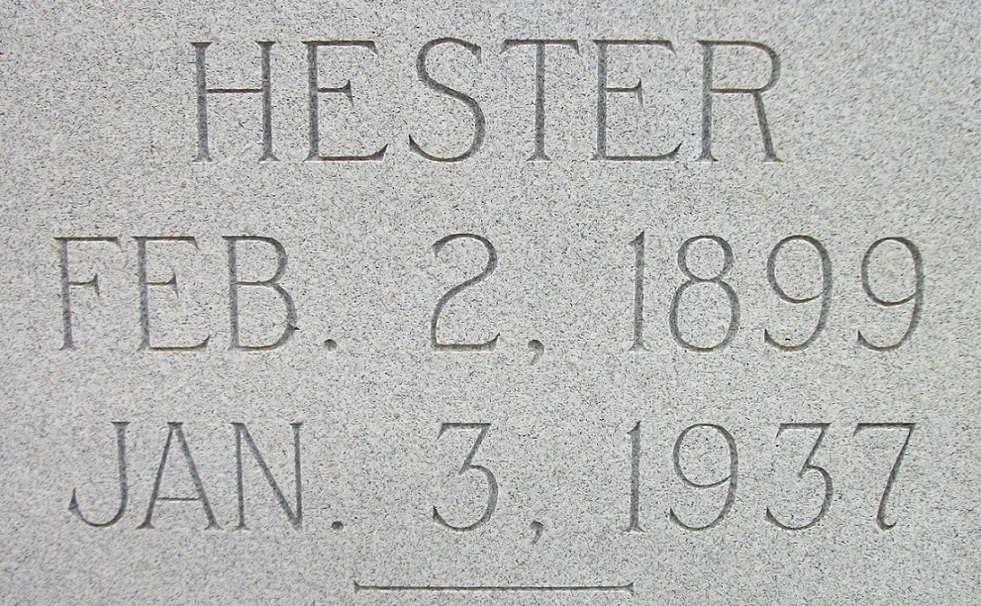 HESTER
FEB. 2, 1899
JAN. 3, 1937